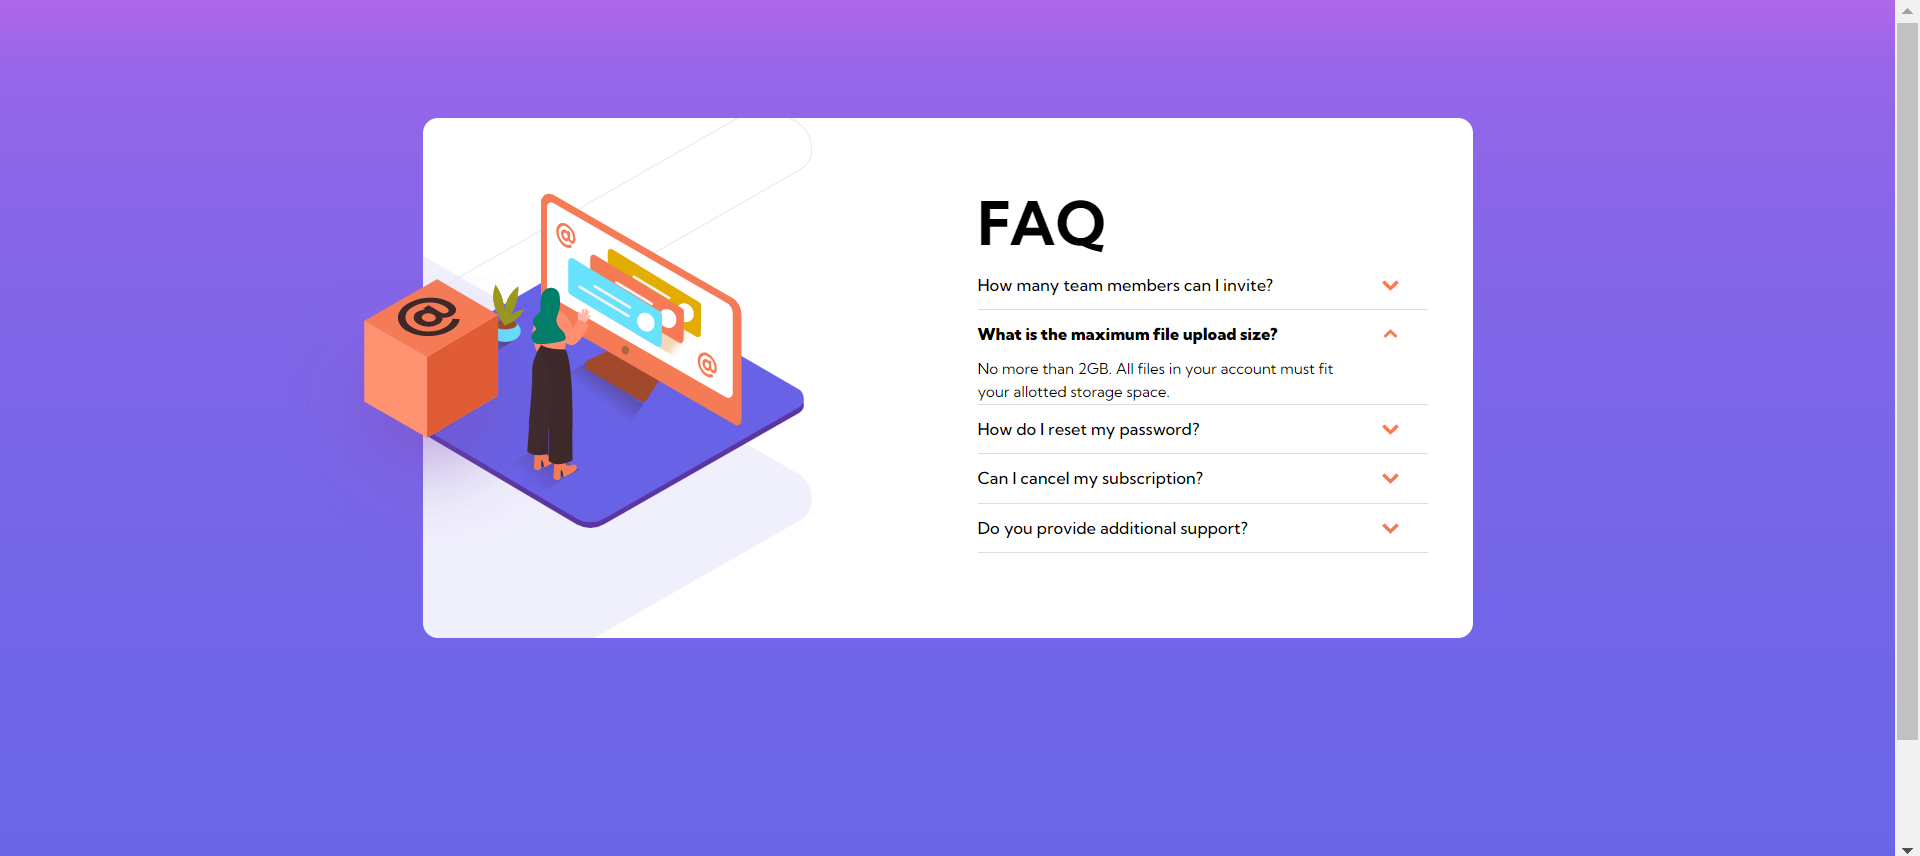 @
@
@
FAQ
How many team members can I invite?
What is the maximum file upload size?
No more than 2GB. All files in your account must fit
your allotted storage space.
How do I reset my password?
Can I cancel my subscription?
Do you provide additional support?